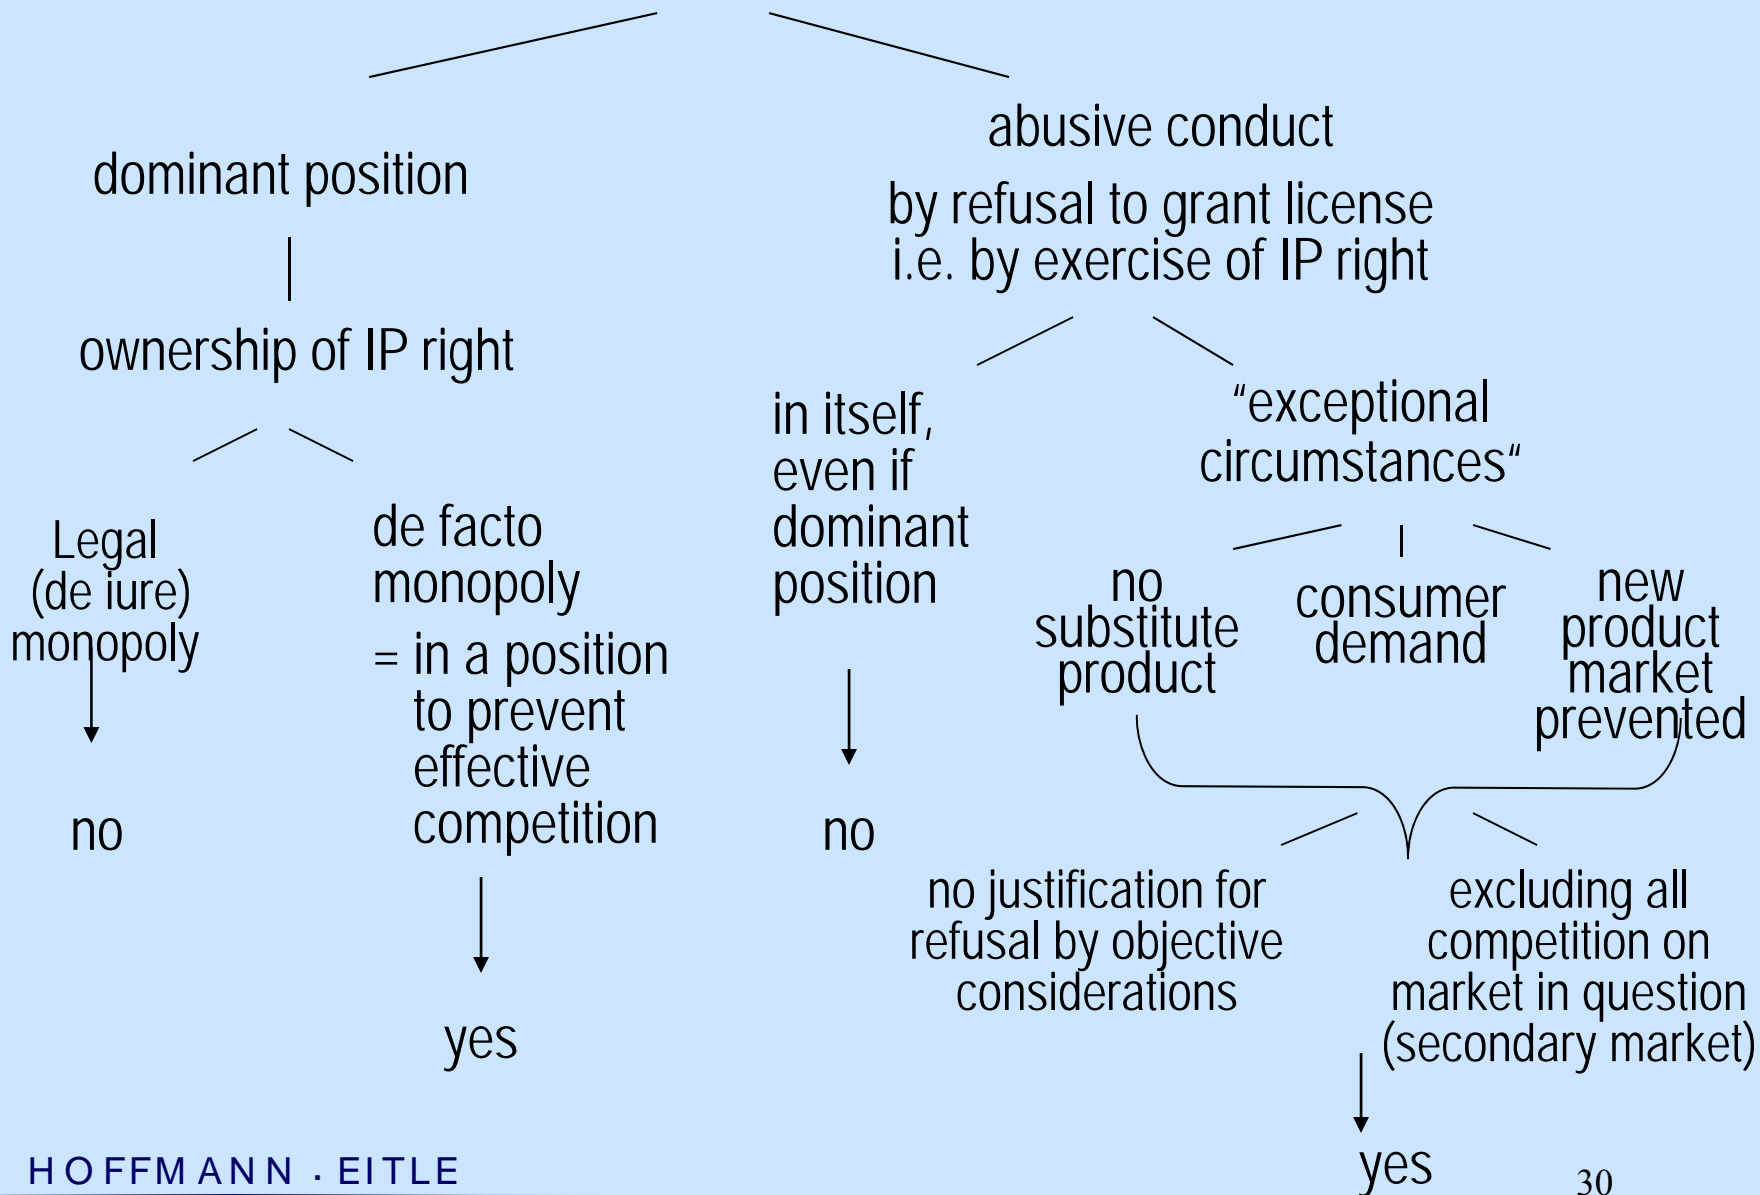 dominant position
ownership of IP right
Legal
(de iure)
monopoly
no
de facto
monopoly
= in a position
to prevent
effective
competition
yes
abusive conduct
by refusal to grant license
i.e. by exercise of IP right
in itself,
even if
dominant
position
no
"exceptional
circumstances"
no
substitute
product
consumer
demand
new
product
market
prevented
no justification for
refusal by objective
considerations
excluding all
competition on
market in question
(secondary market)
yes
HOFFMANN · EITLE
30